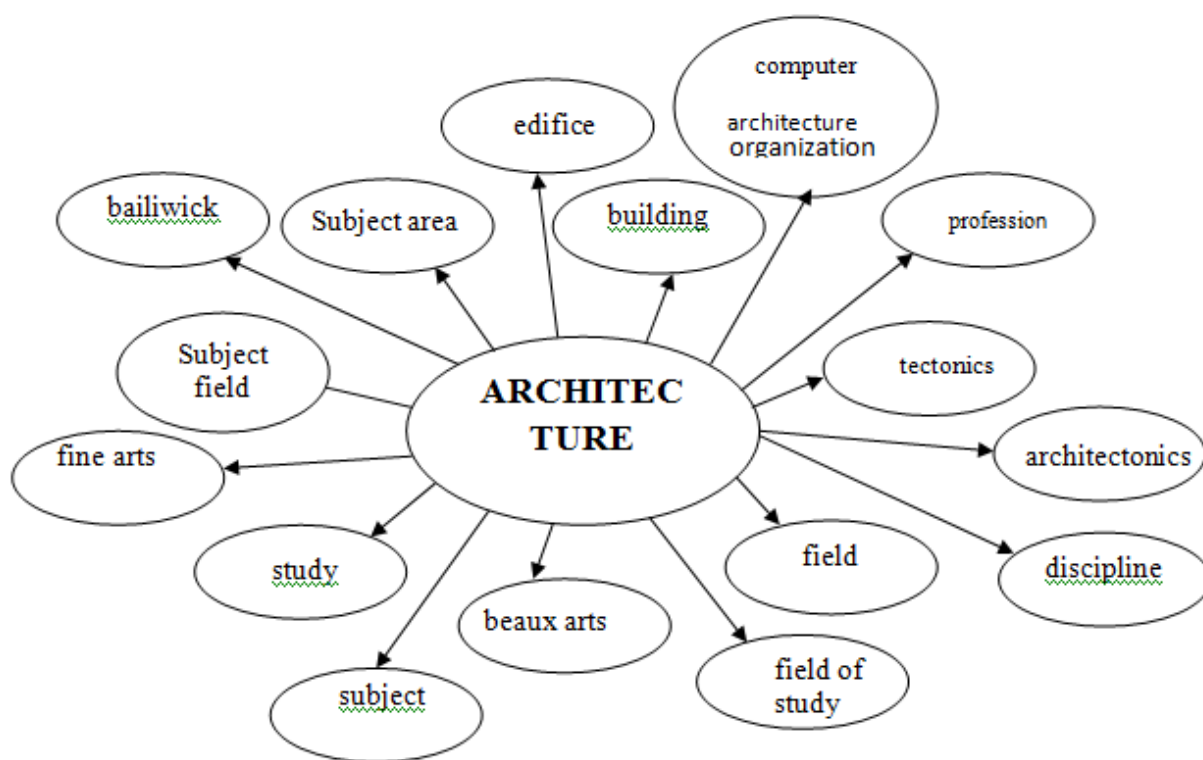 computer
architecture
organization
edifice
bailiwick
Subject area
building
profession
Subject
field
tectonics
ARCHITEC
TURE
fine arts
architectonics
study
field
discipline
beaux arts
subject
field of
study